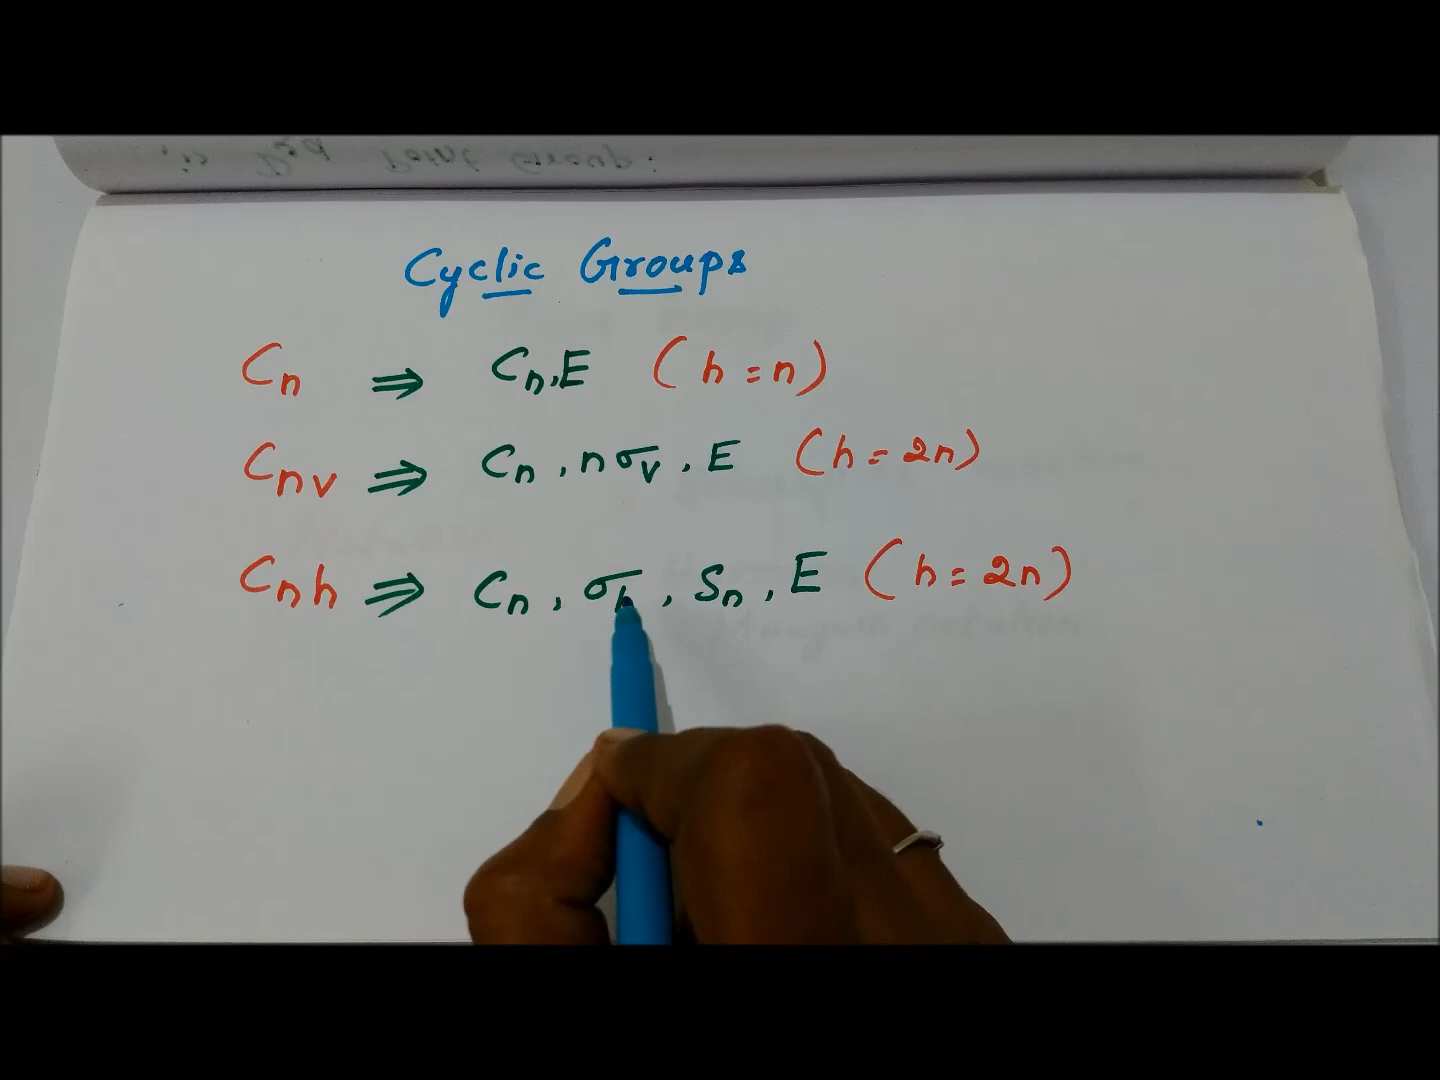 Cyclic Groups
Cn ⇒ Cn, E (h = n)
Cnv ⇒ Cn, nσv, E (h = 2n)
Cnh ⇒ Cn, σh, Sn, E (h = 2n)